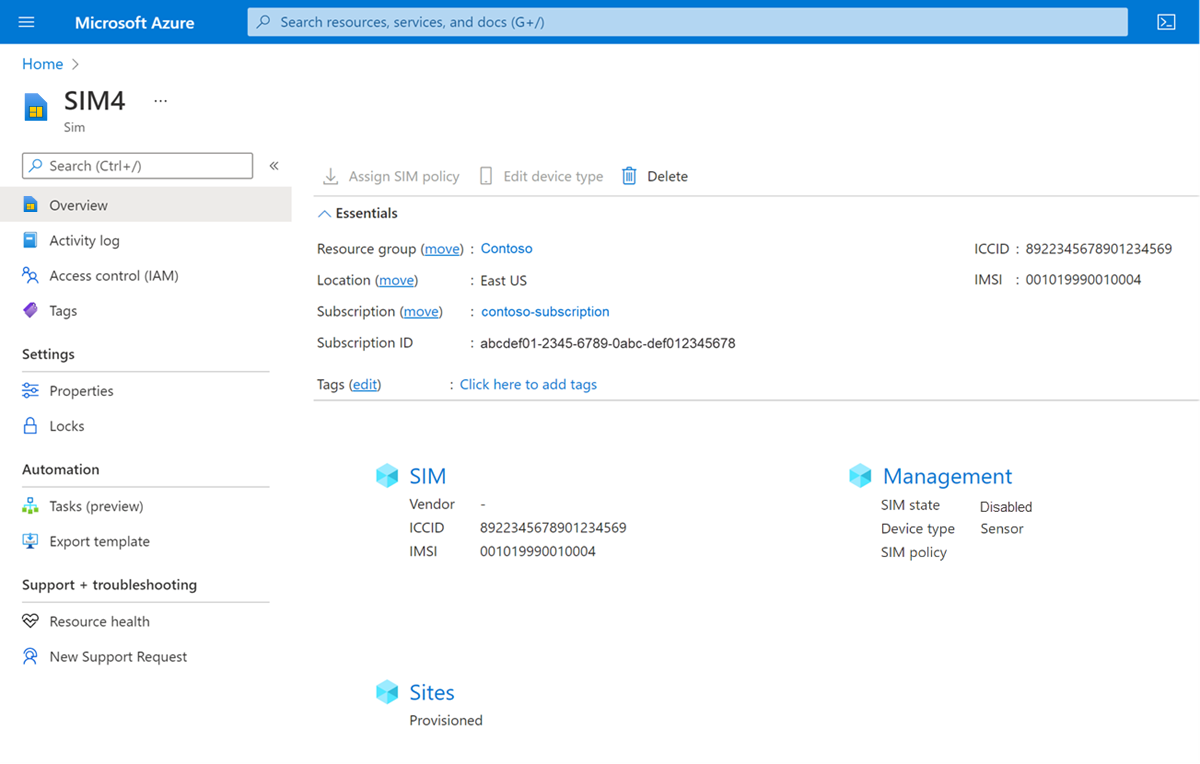 Microsoft Azure
Search resources, services, and docs (G+/)
Home
SIM4 ...
Sim
Search (Ctrl+/)
«
Overview
Activity log
Access control (IAM)
Tags
Settings
Properties
Locks
Automation
Tasks (preview)
Export template
Support + troubleshooting
Resource health
New Support Request
Assign SIM policy Edit device type Delete
Essentials
Resource group (move) : Contoso
Location (move) : East US
Subscription (move) : contoso-subscription
Subscription ID : abcdef01-2345-6789-0abc-def012345678
Tags (edit) : Click here to add tags
ICCID : 8922345678901234569
IMSI : 001019990010004
SIM
Vendor -
ICCID 8922345678901234569
IMSI 001019990010004
Management
SIM state Disabled
Device type Sensor
SIM policy
Sites
Provisioned